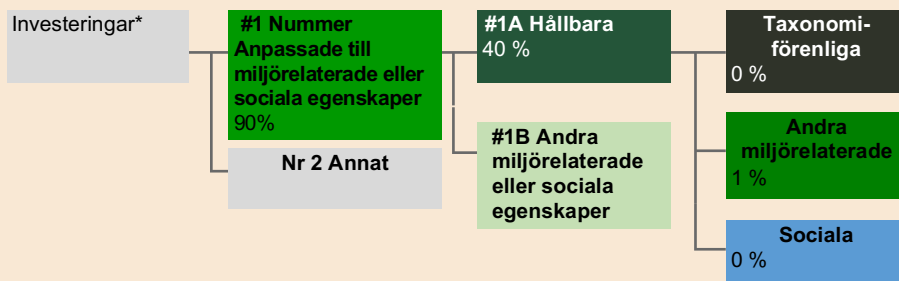 Investeringar*
#1 Nummer
Anpassade till
miljörelaterade eller
sociala egenskaper
90%
Nr 2 Annat
#1A Hållbara
40 %
#1B Andra
miljörelaterade
eller sociala
egenskaper
Taxonomi-
förenliga
0 %
Andra
miljörelaterade
1 %
Sociala
0 %